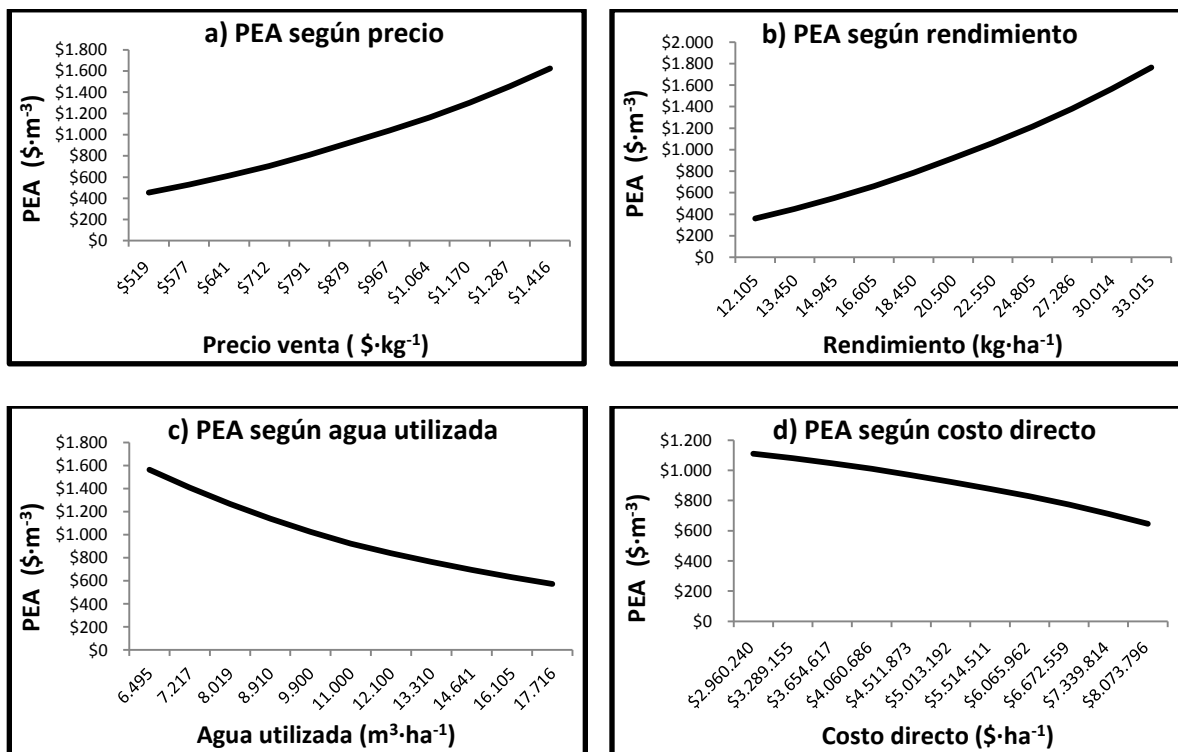 a) PEA según precio
PEA ($·m⁻³)
$1.800
$1.600
$1.400
$1.200
$1.000
$800
$600
$400
$200
$0
$519 $577 $641 $712 $791 $879 $967 $1.064 $1.170 $1.287 $1.416
Precio venta ( $·kg⁻¹)
b) PEA según rendimiento
PEA ($·m⁻³)
$2.000
$1.800
$1.600
$1.400
$1.200
$1.000
$800
$600
$400
$200
$0
12.105 13.450 14.945 16.605 18.450 20.500 22.550 24.805 27.286 30.014 33.015
Rendimiento (kg·ha⁻¹)
c) PEA según agua utilizada
PEA ($·m⁻³)
$1.800
$1.600
$1.400
$1.200
$1.000
$800
$600
$400
$200
$0
6.495 7.217 8.019 8.910 9.900 11.000 12.100 13.310 14.641 16.105 17.716
Agua utilizada (m³·ha⁻¹)
d) PEA según costo directo
PEA ($·m⁻³)
$1.200
$1.000
$800
$600
$400
$200
$0
$2.960.240 $3.289.155 $3.654.617 $4.060.686 $4.511.873 $5.013.192 $5.514.511 $6.065.962 $6.672.559 $7.339.814 $8.073.796
Costo directo ($·ha⁻¹)